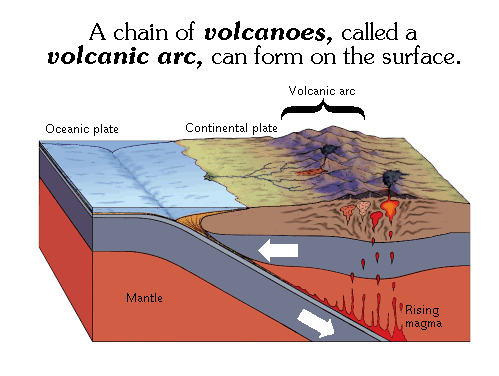 A chain of volcanoes, called a
volcanic arc, can form on the surface.
Volcanic arc
Oceanic plate
Continental plate
Mantle
Rising
magma